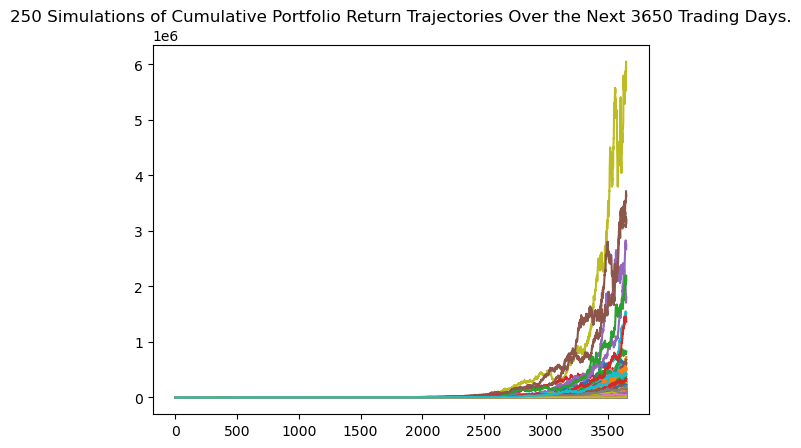 250 Simulations of Cumulative Portfolio Return Trajectories Over the Next 3650 Trading Days.
1e6
6
5
4
3
2
1
0
0 500 1000 1500 2000 2500 3000 3500